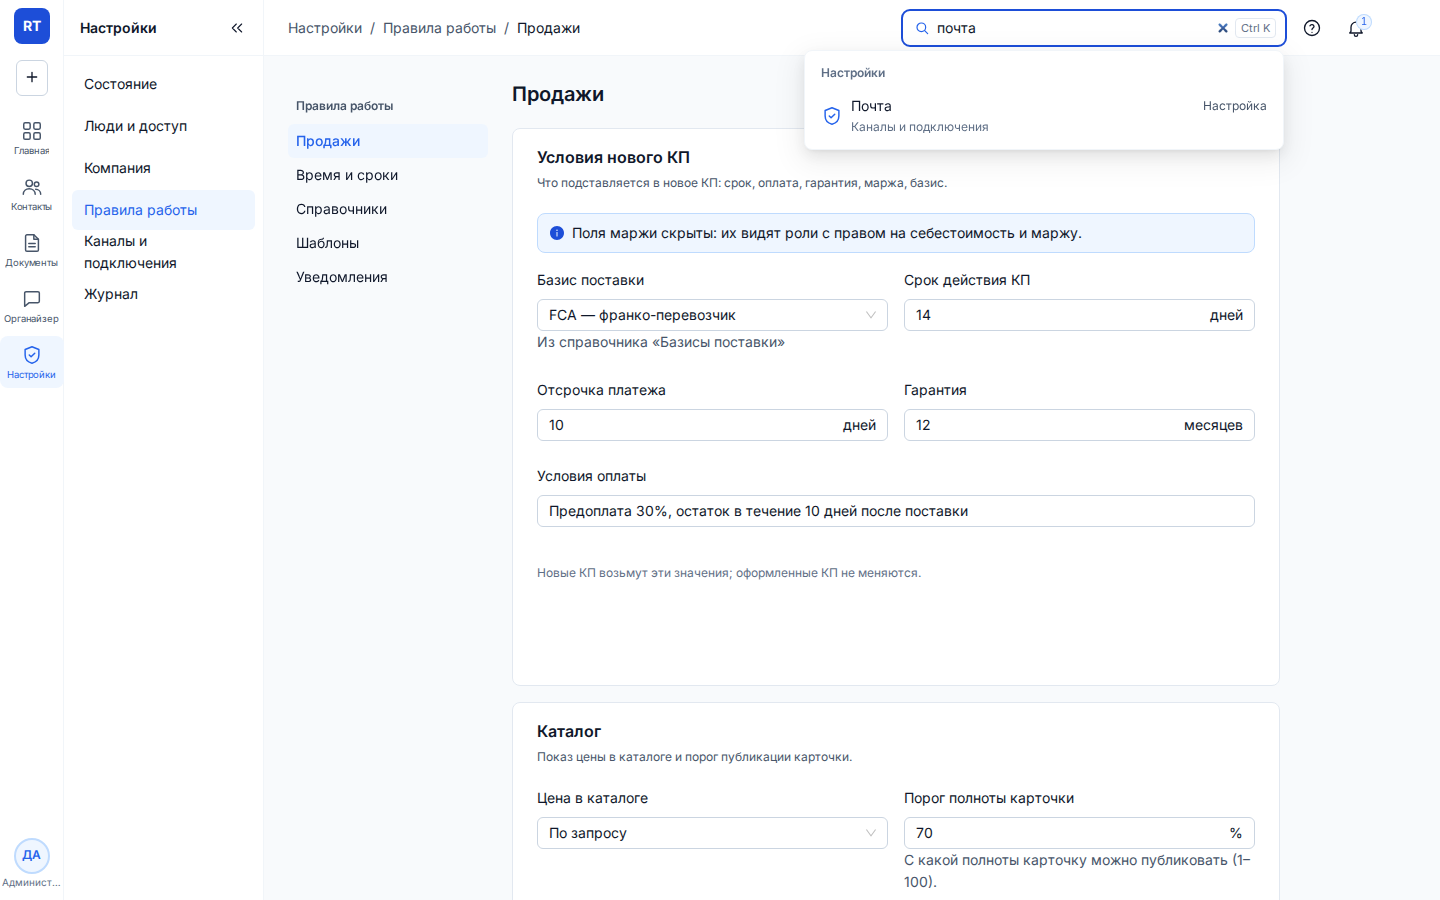 RT
Настройки
Настройки / Правила работы / Продажи
почта
Ctrl K
1
Главная
Контакты
Документы
Органайзер
Настройки
ДА
Админист...
Состояние
Люди и доступ
Компания
Правила работы
Каналы и
подключения
Журнал
Правила работы
Продажи
Время и сроки
Справочники
Шаблоны
Уведомления
Настройки
Почта
Настройка
Каналы и подключения
Продажи
Условия нового КП
Что подставляется в новое КП: срок, оплата, гарантия, маржа, базис.
Поля маржи скрыты: их видят роли с правом на себестоимость и маржу.
Базис поставки
Срок действия КП
FCA — франко-перевозчик
14 дней
Из справочника «Базисы поставки»
Отсрочка платежа
Гарантия
10 дней
12 месяцев
Условия оплаты
Предоплата 30%, остаток в течение 10 дней после поставки
Новые КП возьмут эти значения; оформленные КП не меняются.
Каталог
Показ цены в каталоге и порог публикации карточки.
Цена в каталоге
Порог полноты карточки
По запросу
70 %
С какой полноты карточку можно публиковать (1–
100).